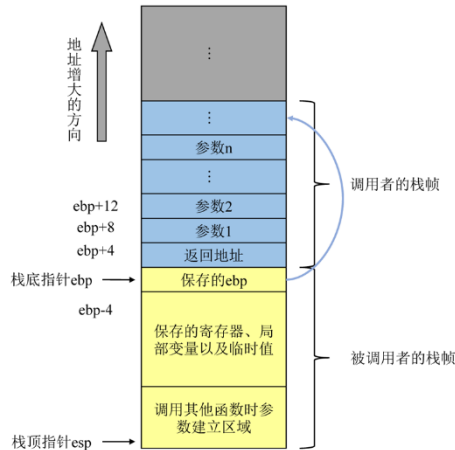 地址增大的方向
⋮
⋮
参数n
⋮
调用者的栈帧
ebp+12
参数2
ebp+8
参数1
ebp+4
返回地址
栈底指针ebp
保存的ebp
ebp-4
保存的寄存器、局
部变量以及临时值
被调用者的栈帧
调用其他函数时参
数建立区域
栈顶指针esp